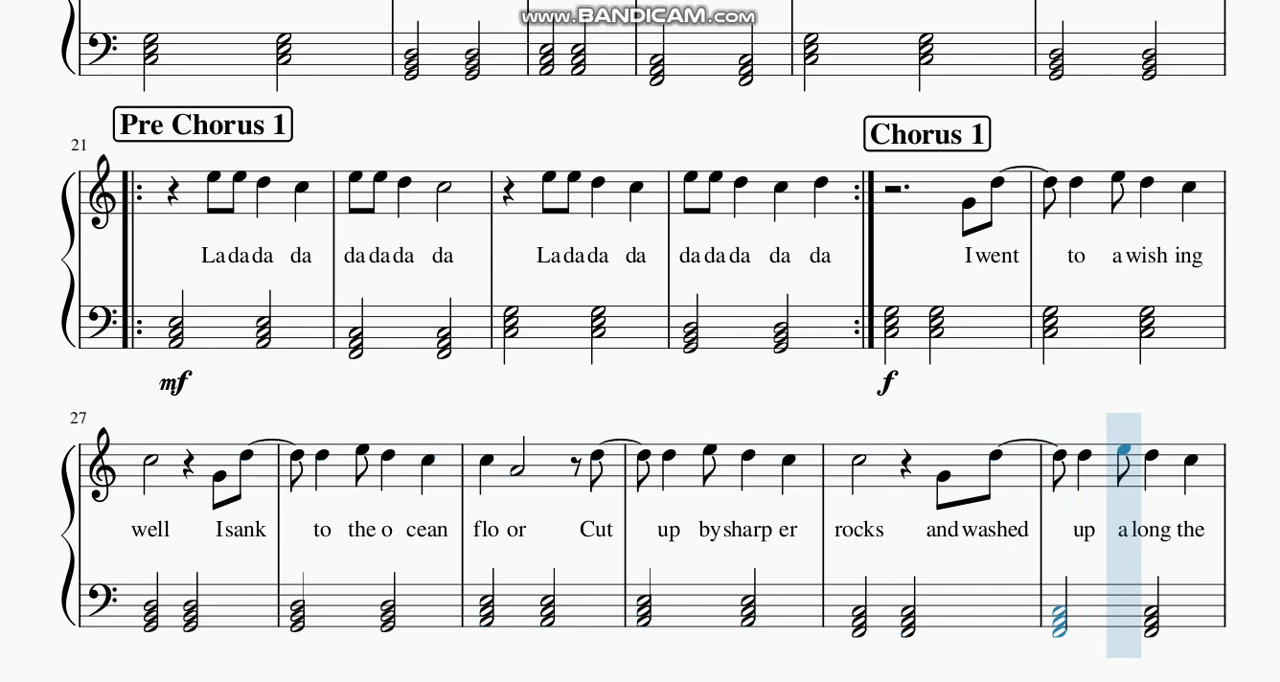 www.BANDICAM.com
Pre Chorus 1
Chorus 1
21
La da da da da da da da La da da da da da da da da I went to a wish ing
mf f
27
well I sank to the o cean flo or Cut up by sharp er rocks and washed up a long the